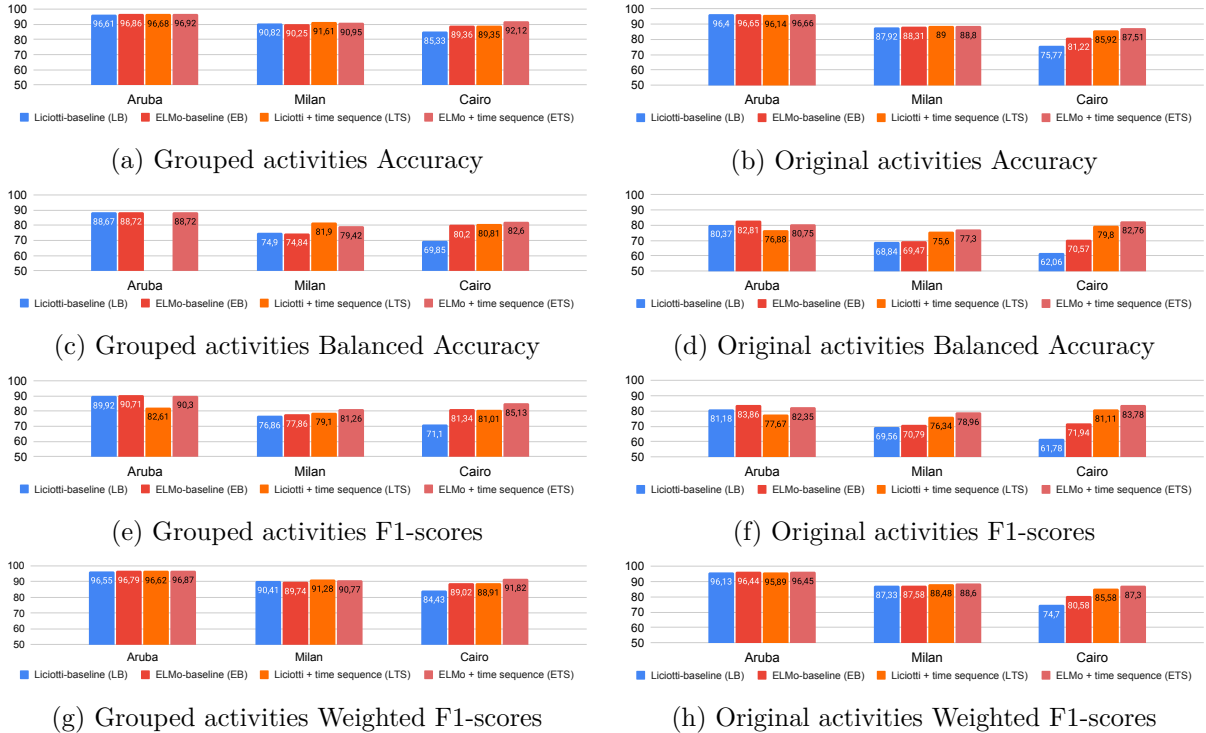 100
90
80
70
60
50
96,61 96,86 96,68 96,92 90,82 90,25 91,61 90,95 85,33 89,36 89,35 92,12
Aruba Milan Cairo
Liciotti-baseline (LB) ELMo-baseline (EB) Liciotti + time sequence (LTS) ELMo + time sequence (ETS)
(a) Grouped activities Accuracy
100
90
80
70
60
50
96,4 96,65 96,14 96,66 87,92 88,31 89 88,8 75,77 81,22 85,92 87,51
Aruba Milan Cairo
Liciotti-baseline (LB) ELMo-baseline (EB) Liciotti + time sequence (LTS) ELMo + time sequence (ETS)
(b) Original activities Accuracy
100
90
80
70
60
50
88,67 88,72 88,72 74,9 74,84 81,9 79,42 69,85 80,2 80,81 82,6
Aruba Milan Cairo
Liciotti-baseline (LB) ELMo-baseline (EB) Liciotti + time sequence (LTS) ELMo + time sequence (ETS)
(c) Grouped activities Balanced Accuracy
100
90
80
70
60
50
80,37 82,81 76,88 80,75 68,84 69,47 75,6 77,3 62,06 70,57 79,8 82,76
Aruba Milan Cairo
Liciotti-baseline (LB) ELMo-baseline (EB) Liciotti + time sequence (LTS) ELMo + time sequence (ETS)
(d) Original activities Balanced Accuracy
100
90
80
70
60
50
89,92 90,71 82,61 90,3 76,86 77,86 79,1 81,26 71,1 81,34 81,01 85,13
Aruba Milan Cairo
Liciotti-baseline (LB) ELMo-baseline (EB) Liciotti + time sequence (LTS) ELMo + time sequence (ETS)
(e) Grouped activities F1-scores
100
90
80
70
60
50
81,18 83,86 77,67 82,35 69,56 70,79 76,34 78,96 61,78 71,94 81,11 83,78
Aruba Milan Cairo
Liciotti-baseline (LB) ELMo-baseline (EB) Liciotti + time sequence (LTS) ELMo + time sequence (ETS)
(f) Original activities F1-scores
100
90
80
70
60
50
96,55 96,79 96,62 96,87 90,41 89,74 91,28 90,77 84,43 89,02 88,91 91,82
Aruba Milan Cairo
Liciotti-baseline (LB) ELMo-baseline (EB) Liciotti + time sequence (LTS) ELMo + time sequence (ETS)
(g) Grouped activities Weighted F1-scores
100
90
80
70
60
50
96,13 96,44 95,89 96,45 87,33 87,58 88,48 88,6 74,7 80,58 85,58 87,3
Aruba Milan Cairo
Liciotti-baseline (LB) ELMo-baseline (EB) Liciotti + time sequence (LTS) ELMo + time sequence (ETS)
(h) Original activities Weighted F1-scores